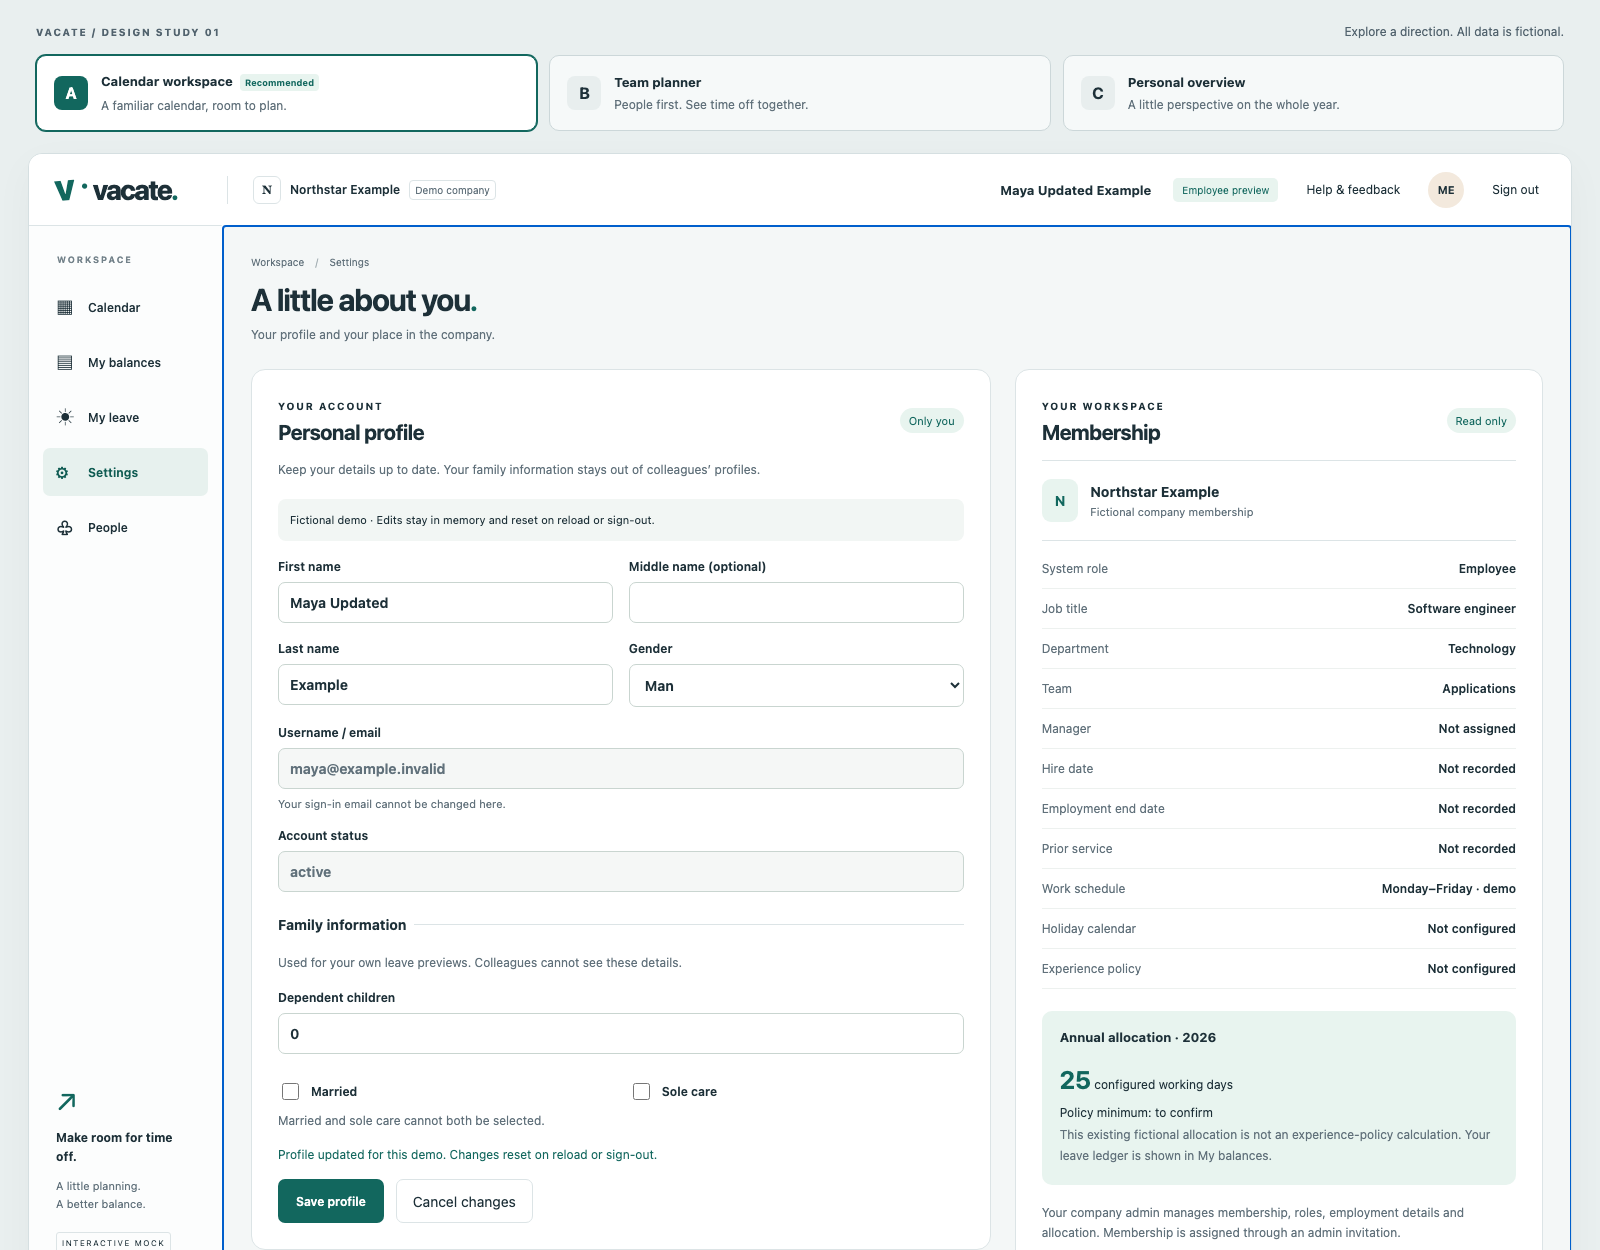 VACATE / DESIGN STUDY 01
Explore a direction. All data is fictional.
A
Calendar workspace Recommended
A familiar calendar, room to plan.
B
Team planner
People first. See time off together.
C
Personal overview
A little perspective on the whole year.
V vacate.
N Northstar Example Demo company
Maya Updated Example Employee preview Help & feedback ME Sign out
WORKSPACE
Calendar
My balances
My leave
Settings
People
Make room for time
off.
A little planning.
A better balance.
INTERACTIVE MOCK
Workspace / Settings
A little about you.
Your profile and your place in the company.
YOUR ACCOUNT
Personal profile
Only you
Keep your details up to date. Your family information stays out of colleagues’ profiles.
Fictional demo · Edits stay in memory and reset on reload or sign-out.
First name
Maya Updated
Middle name (optional)
Last name
Example
Gender
Man
Username / email
maya@example.invalid
Your sign-in email cannot be changed here.
Account status
active
Family information
Used for your own leave previews. Colleagues cannot see these details.
Dependent children
0
Married
Sole care
Married and sole care cannot both be selected.
Profile updated for this demo. Changes reset on reload or sign-out.
Save profile
Cancel changes
YOUR WORKSPACE
Membership
Read only
N
Northstar Example
Fictional company membership
System role Employee
Job title Software engineer
Department Technology
Team Applications
Manager Not assigned
Hire date Not recorded
Employment end date Not recorded
Prior service Not recorded
Work schedule Monday–Friday · demo
Holiday calendar Not configured
Experience policy Not configured
Annual allocation · 2026
25 configured working days
Policy minimum: to confirm
This existing fictional allocation is not an experience-policy calculation. Your
leave ledger is shown in My balances.
Your company admin manages membership, roles, employment details and
allocation. Membership is assigned through an admin invitation.